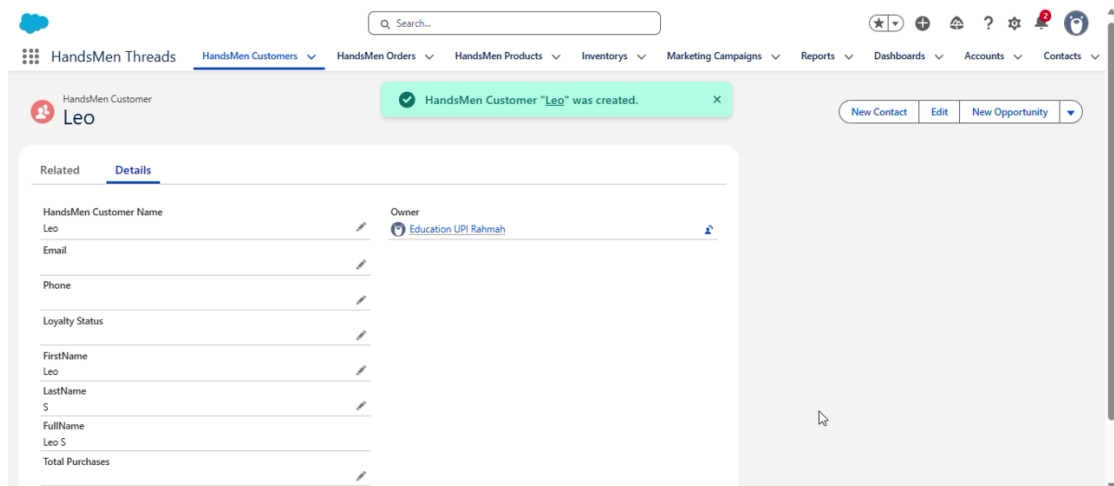 Search...
2
HandsMen Threads
HandsMen Customers
HandsMen Orders
HandsMen Products
Inventorys
Marketing Campaigns
Reports
Dashboards
Accounts
Contacts
HandsMen Customer
Leo
HandsMen Customer "Leo" was created.
New Contact
Edit
New Opportunity
Related
Details
HandsMen Customer Name
Leo
Owner
Education UPI Rahmah
Email
Phone
Loyalty Status
FirstName
Leo
LastName
S
FullName
Leo S
Total Purchases